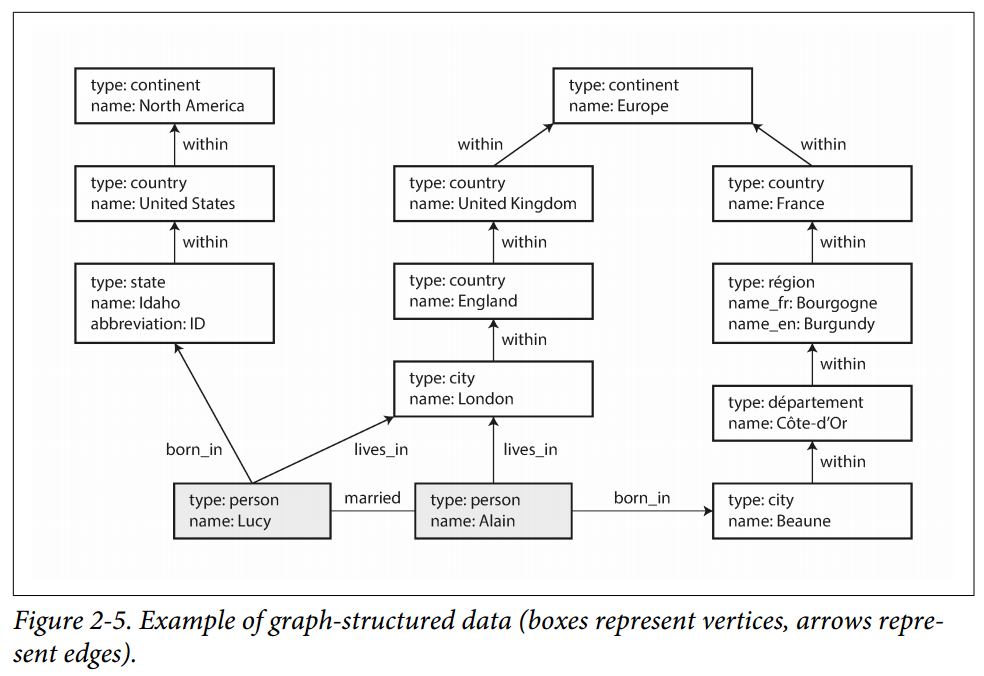 type: continent
name: North America
type: continent
name: Europe
within
within
within
type: country
name: United States
type: country
name: United Kingdom
type: country
name: France
within
within
within
type: state
name: Idaho
abbreviation: ID
type: country
name: England
type: région
name_fr: Bourgogne
name_en: Burgundy
within
within
type: city
name: London
type: département
name: Côte-d’Or
born_in
lives_in
lives_in
within
type: person
name: Lucy
married
type: person
name: Alain
born_in
type: city
name: Beaune
Figure 2-5. Example of graph-structured data (boxes represent vertices, arrows repre-
sent edges).